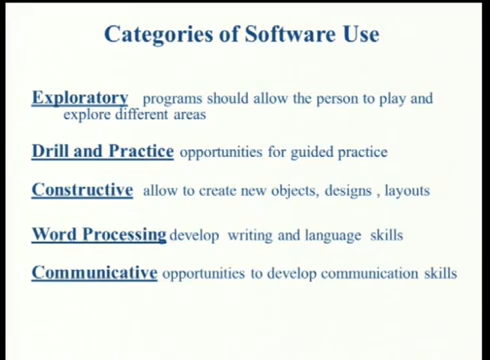 Categories of Software Use
Exploratory programs should allow the person to play and
explore different areas
Drill and Practice opportunities for guided practice
Constructive allow to create new objects, designs , layouts
Word Processing develop writing and language skills
Communicative opportunities to develop communication skills